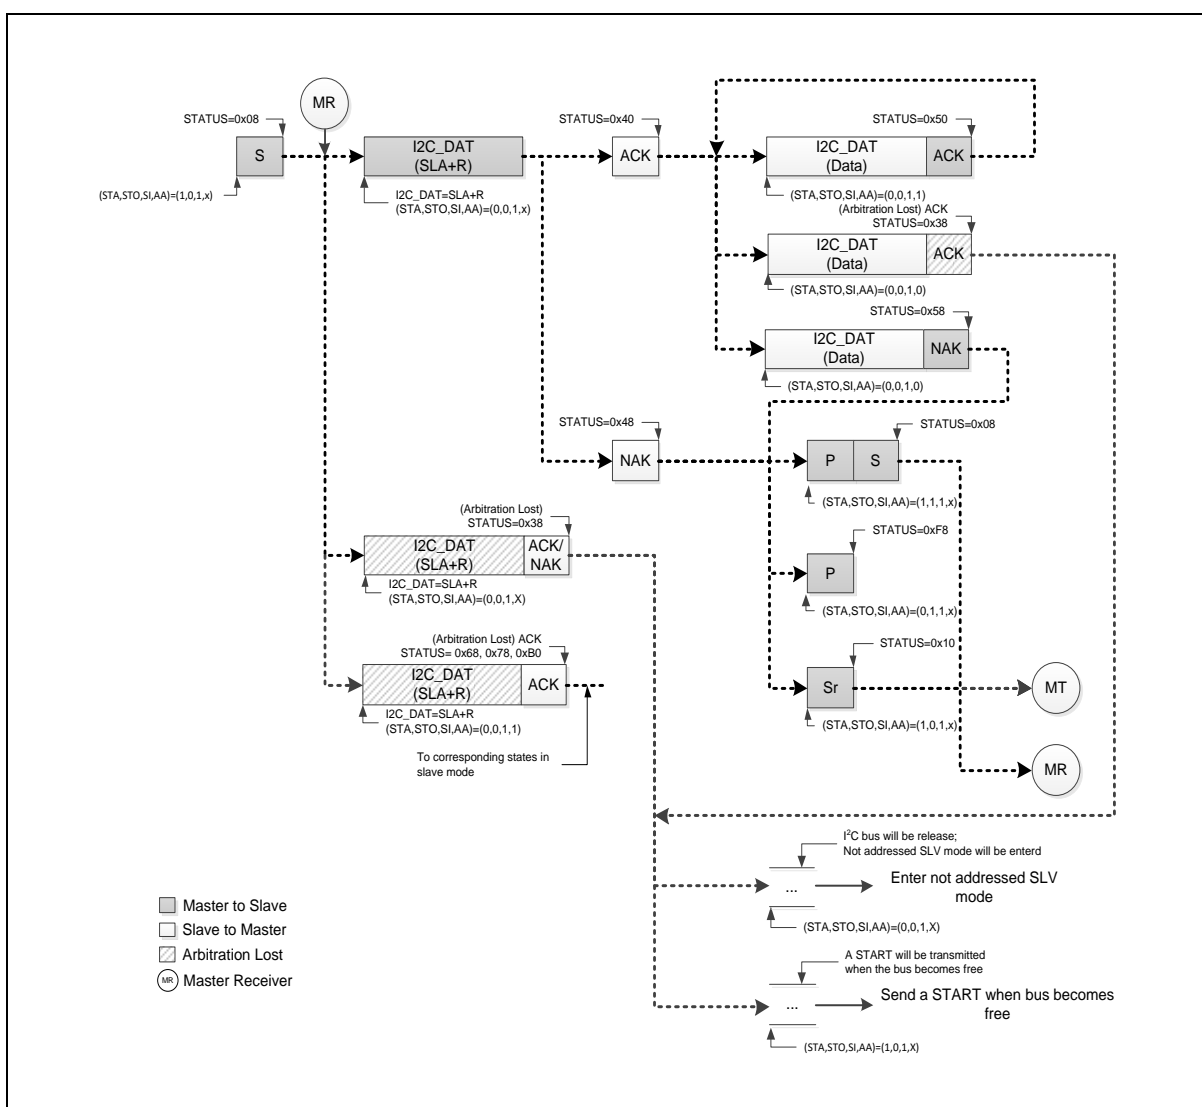 MR
STATUS=0x08
STATUS=0x40
STATUS=0x50
S
I2C_DAT
(SLA+R)
ACK
I2C_DAT
(Data)
ACK
(STA,STO,SI,AA)=(1,0,1,x)
I2C_DAT=SLA+R
(STA,STO,SI,AA)=(0,0,1,x)
(STA,STO,SI,AA)=(0,0,1,1)
(Arbitration Lost) ACK
STATUS=0x38
I2C_DAT
(Data)
ACK
(STA,STO,SI,AA)=(0,0,1,0)
STATUS=0x58
I2C_DAT
(Data)
NAK
(STA,STO,SI,AA)=(0,0,1,0)
STATUS=0x48
STATUS=0x08
NAK
P
S
(STA,STO,SI,AA)=(1,1,1,x)
(Arbitration Lost)
STATUS=0x38
I2C_DAT
(SLA+R)
ACK/
NAK
I2C_DAT=SLA+R
(STA,STO,SI,AA)=(0,0,1,X)
STATUS=0xF8
P
(STA,STO,SI,AA)=(0,1,1,x)
(Arbitration Lost) ACK
STATUS= 0x68, 0x78, 0xB0
I2C_DAT
(SLA+R)
ACK
I2C_DAT=SLA+R
(STA,STO,SI,AA)=(0,0,1,1)
STATUS=0x10
Sr
MT
(STA,STO,SI,AA)=(1,0,1,x)
To corresponding states in
slave mode
MR
I²C bus will be release;
Not addressed SLV mode will be enterd
...
Enter not addressed SLV
mode
(STA,STO,SI,AA)=(0,0,1,X)
A START will be transmitted
when the bus becomes free
...
Send a START when bus becomes
free
(STA,STO,SI,AA)=(1,0,1,X)
Master to Slave
Slave to Master
Arbitration Lost
MR Master Receiver